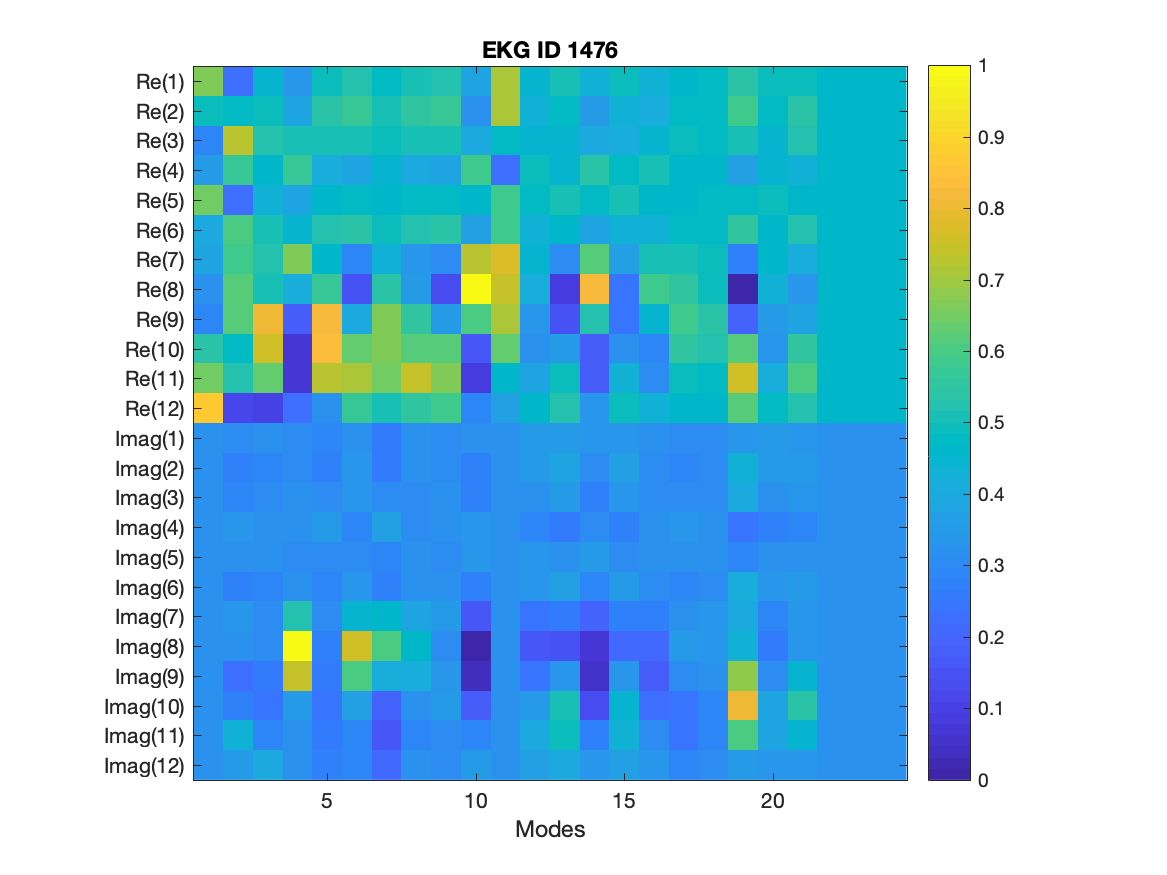 EKG ID 1476
Re(1)
Re(2)
Re(3)
Re(4)
Re(5)
Re(6)
Re(7)
Re(8)
Re(9)
Re(10)
Re(11)
Re(12)
Imag(1)
Imag(2)
Imag(3)
Imag(4)
Imag(5)
Imag(6)
Imag(7)
Imag(8)
Imag(9)
Imag(10)
Imag(11)
Imag(12)
5 10 15 20
Modes
1
0.9
0.8
0.7
0.6
0.5
0.4
0.3
0.2
0.1
0